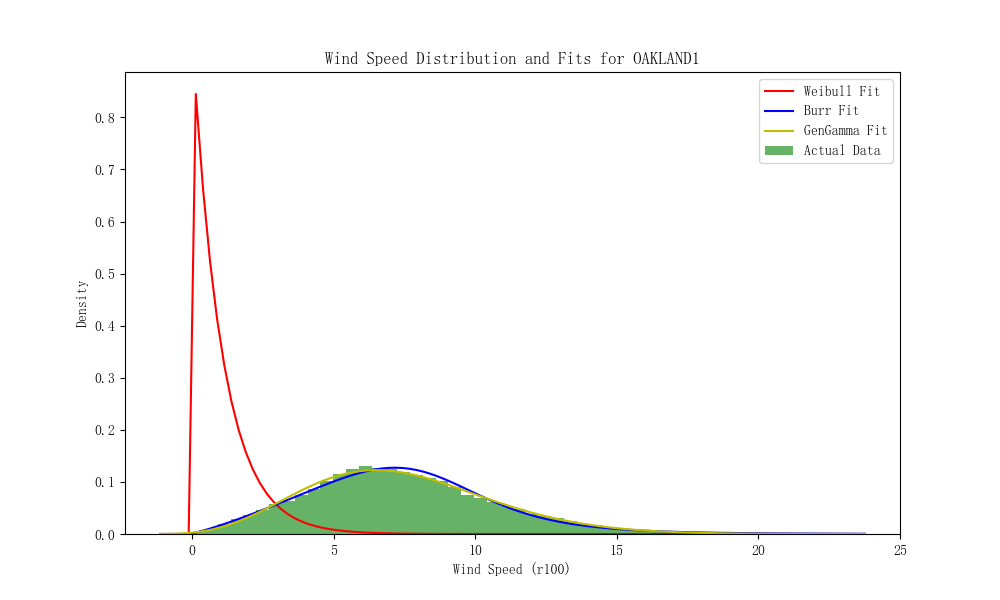 Wind Speed Distribution and Fits for OAKLAND1
Weibull Fit
Burr Fit
GenGamma Fit
Actual Data
Density
0.8
0.7
0.6
0.5
0.4
0.3
0.2
0.1
0.0
0 5 10 15 20 25
Wind Speed (r100)